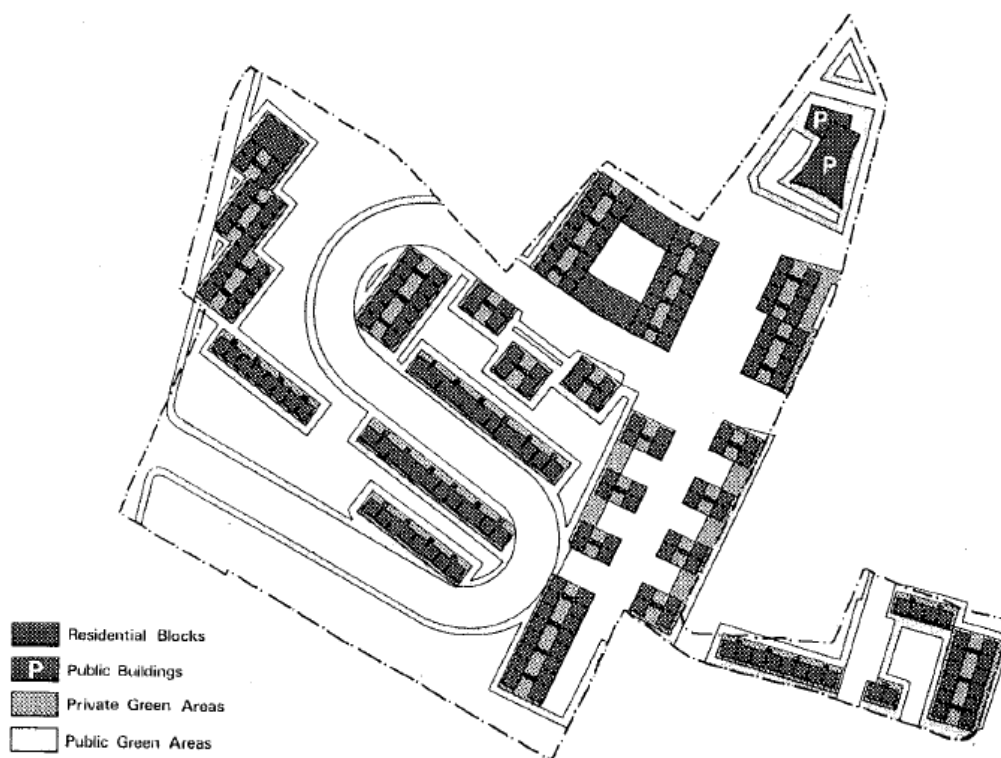 P
P
Residential Blocks
P Public Buildings
Private Green Areas
Public Green Areas